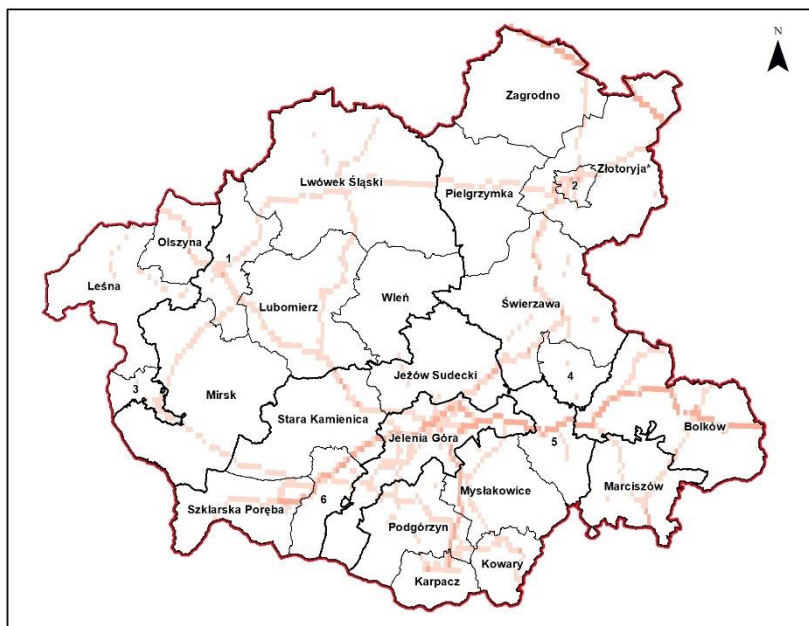 N
Zagrodno
Złotoryja*
2
Lwówek Śląski
Pielgrzymka
Olszyna
1
Leśna
Lubomierz
Wleń
Świerzawa
3
Mirsk
Jeżów Sudecki
4
Stara Kamienica
Jelenia Góra
5
Bolków
Mysłakowice
Marciszów
Szklarska Poręba
6
Podgórzyn
Kowary
Karpacz